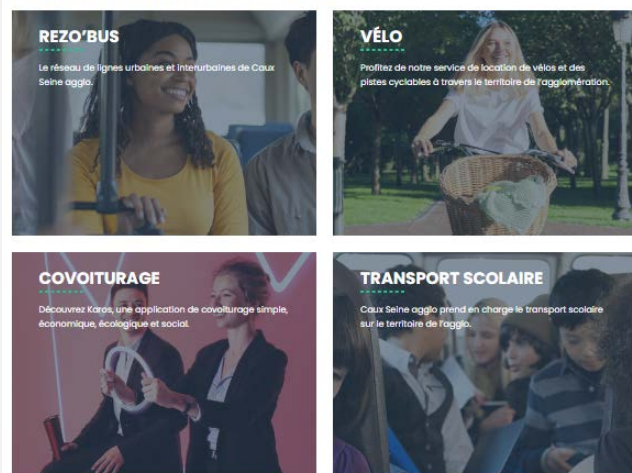 REZO'BUS
Le réseau de lignes urbaines et interurbaines de Caux
Seine agglo.
VÉLO
Profitez de notre service de location de vélos et des
pistes cyclables à travers le territoire de l'agglomération.
COVOITURAGE
Découvrez Karos, une application de covoiturage simple,
économique, écologique et social.
TRANSPORT SCOLAIRE
Caux Seine agglo prend en charge le transport scolaire
sur le territoire de l'agglo.